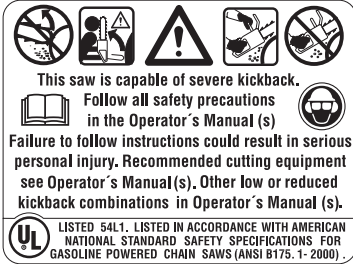 This saw is capable of severe kickback.
Follow all safety precautions
in the Operator´s Manual (s)
Failure to follow instructions could result in serious
personal injury. Recommended cutting equipment
see Operator´s Manual (s). Other low or reduced
kickback combinations in Operator´s Manual (s).
UL
LISTED 54L1. LISTED IN ACCORDANCE WITH AMERICAN
NATIONAL STANDARD SAFETY SPECIFICATIONS FOR
GASOLINE POWERED CHAIN SAWS (ANSI B175. 1- 2000) .